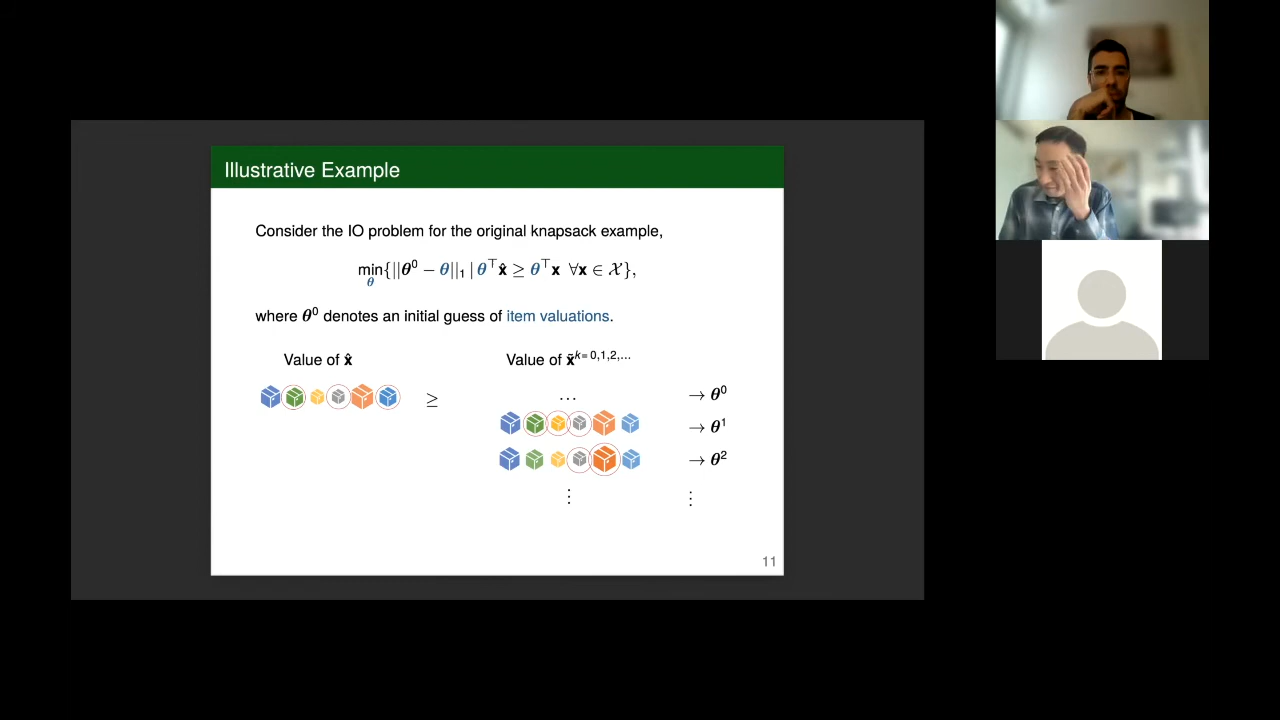 Illustrative Example
Consider the IO problem for the original knapsack example,
min{||θ⁰ − θ||₁ | θ⊤x̂ ≥ θ⊤x ∀x ∈ 𝒳},
θ
where θ⁰ denotes an initial guess of item valuations.
Value of x̂
Value of x̃ᵏ⁼⁰,¹,²,…
≥
… → θ⁰
→ θ¹
→ θ²
⋮ ⋮
11